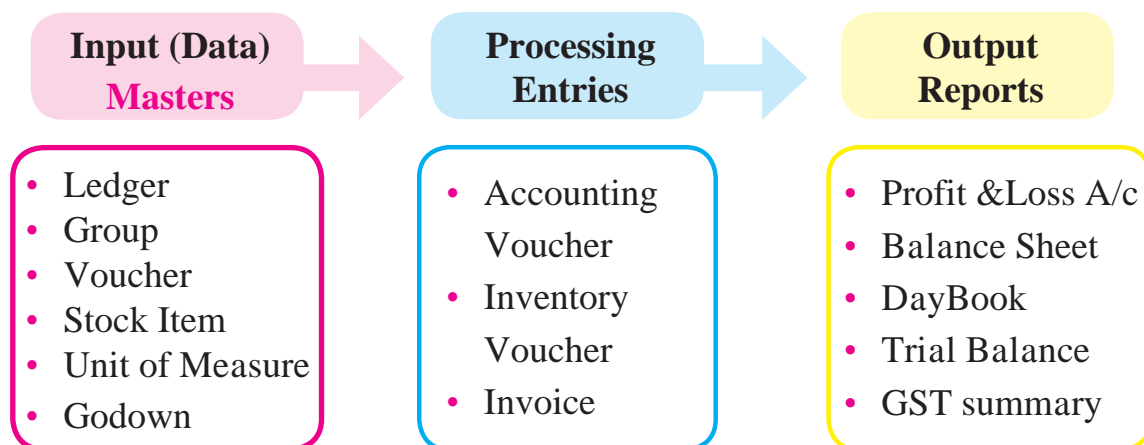 Input (Data)
Masters
Processing
Entries
Output
Reports
• Ledger
• Group
• Voucher
• Stock Item
• Unit of Measure
• Godown
• Accounting
Voucher
• Inventory
Voucher
• Invoice
• Profit &Loss A/c
• Balance Sheet
• DayBook
• Trial Balance
• GST summary